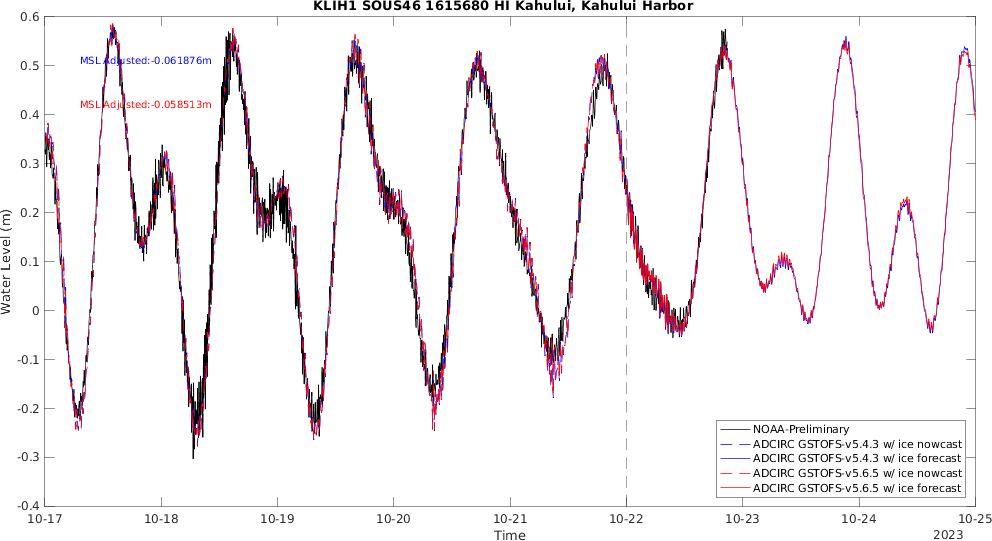 KLIH1 SOUS46 1615680 HI Kahului, Kahului Harbor
0.6
0.5
0.4
0.3
0.2
0.1
0
-0.1
-0.2
-0.3
-0.4
Water Level (m)
MSL Adjusted:-0.061876m
MSL Adjusted:-0.058513m
NOAA-Preliminary
ADCIRC GSTOFS-v5.4.3 w/ ice nowcast
ADCIRC GSTOFS-v5.4.3 w/ ice forecast
ADCIRC GSTOFS-v5.6.5 w/ ice nowcast
ADCIRC GSTOFS-v5.6.5 w/ ice forecast
10-17 10-18 10-19 10-20 10-21 10-22 10-23 10-24 10-25
Time
2023